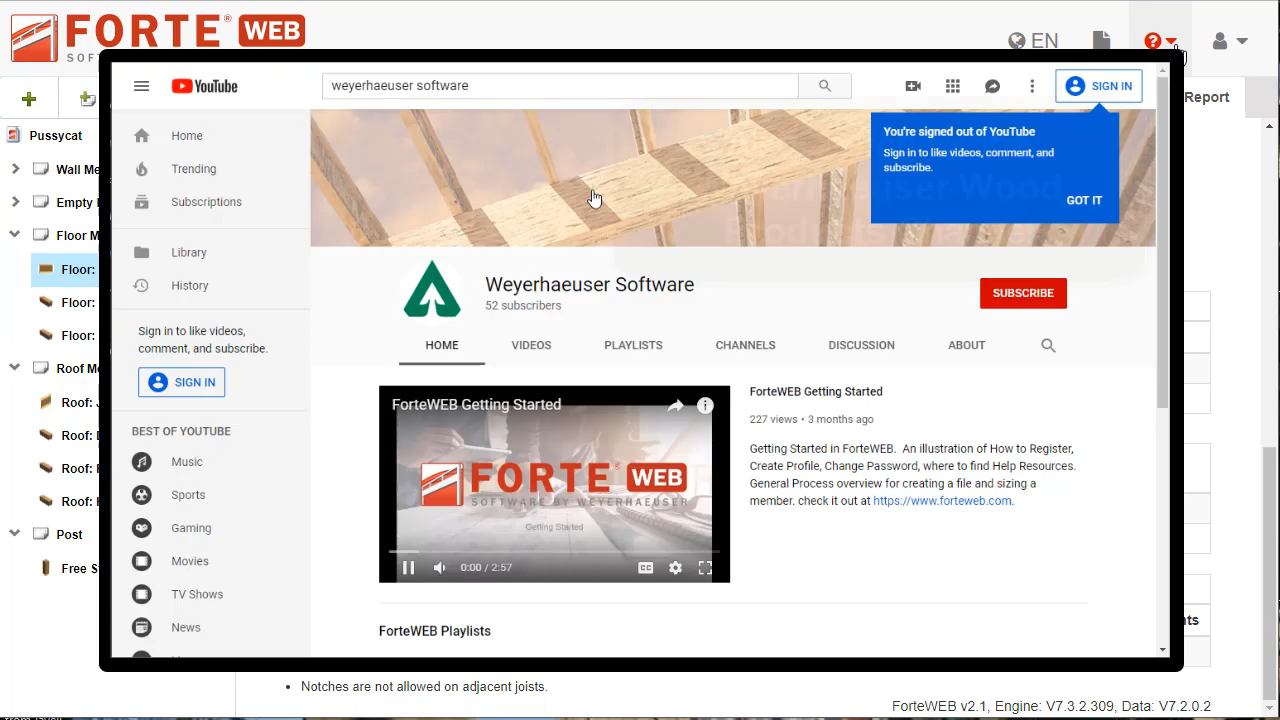 FORTE® WEB
EN
Report
Pussycat
Wall Me
Empty
Floor M
Floor:
Floor:
Floor:
Roof Me
Roof:
Roof:
Roof:
Roof:
Post
Free S
YouTube
weyerhaeuser software
SIGN IN
You're signed out of YouTube
Sign in to like videos, comment, and
subscribe.
GOT IT
Home
Trending
Subscriptions
Library
History
Sign in to like videos,
comment, and subscribe.
SIGN IN
BEST OF YOUTUBE
Music
Sports
Gaming
Movies
TV Shows
News
Weyerhaeuser Software
52 subscribers
SUBSCRIBE
HOME
VIDEOS
PLAYLISTS
CHANNELS
DISCUSSION
ABOUT
ForteWEB Getting Started
FORTE® WEB
SOFTWARE BY WEYERHAEUSER
Getting Started
0:00 / 2:57
CC
ForteWEB Getting Started
227 views • 3 months ago
Getting Started in ForteWEB. An illustration of How to Register,
Create Profile, Change Password, where to find Help Resources.
General Process overview for creating a file and sizing a
member. check it out at https://www.forteweb.com.
ForteWEB Playlists
nts
• Notches are not allowed on adjacent joists.
ForteWEB v2.1, Engine: V7.3.2.309, Data: V7.2.0.2